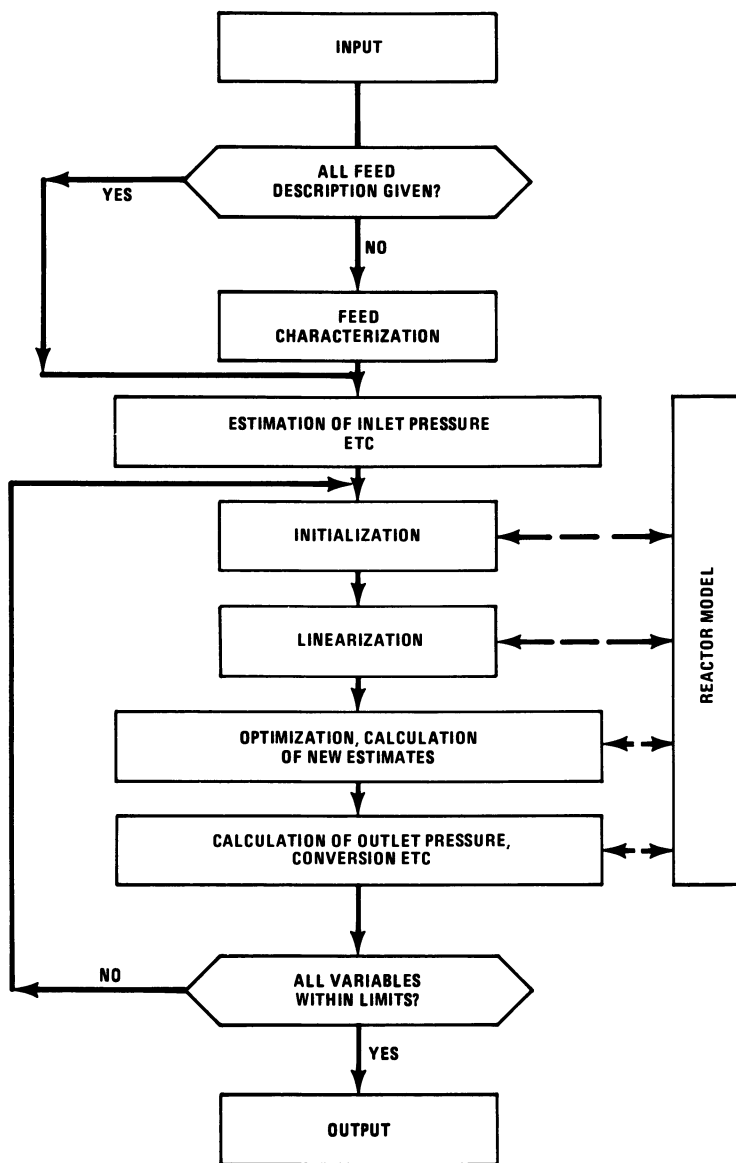 INPUT
ALL FEED
DESCRIPTION GIVEN?
YES
NO
FEED
CHARACTERIZATION
ESTIMATION OF INLET PRESSURE
ETC
INITIALIZATION
LINEARIZATION
REACTOR MODEL
OPTIMIZATION, CALCULATION
OF NEW ESTIMATES
CALCULATION OF OUTLET PRESSURE,
CONVERSION ETC
NO
ALL VARIABLES
WITHIN LIMITS?
YES
OUTPUT